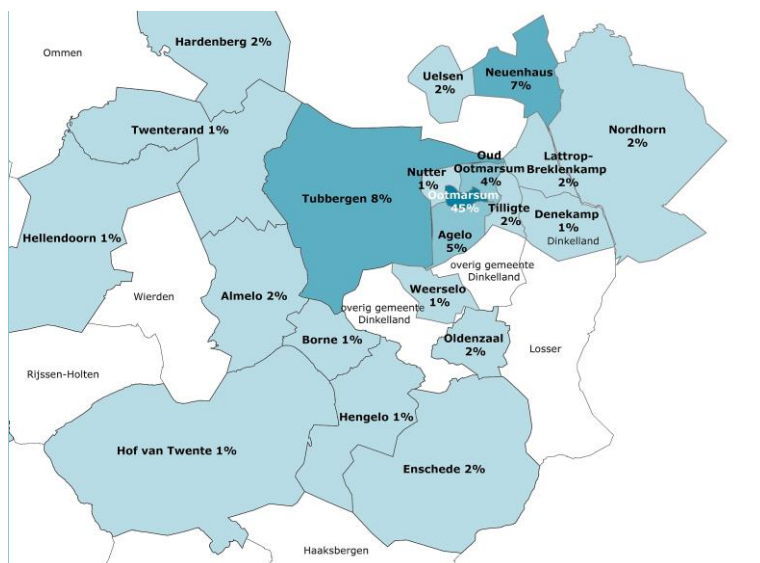 Hardenberg 2%
Ommen
Uelsen
2%
Neuenhaus
7%
Twenterand 1%
Nordhorn
2%
Oud
Ootmarsum
4%
Lattrop-
Breklenkamp
2%
Nutter
1%
Tubbergen 8%
Ootmarsum
45%
Tilligte
2%
Denekamp
1%
Dinkelland
Hellendoorn 1%
Agelo
5%
overig gemeente
Dinkelland
Wierden
Almelo 2%
Weerselo
1%
overig gemeente
Dinkelland
Borne 1%
Oldenzaal
2%
Losser
Rijssen-Holten
Hengelo 1%
Hof van Twente 1%
Enschede 2%
Haaksbergen